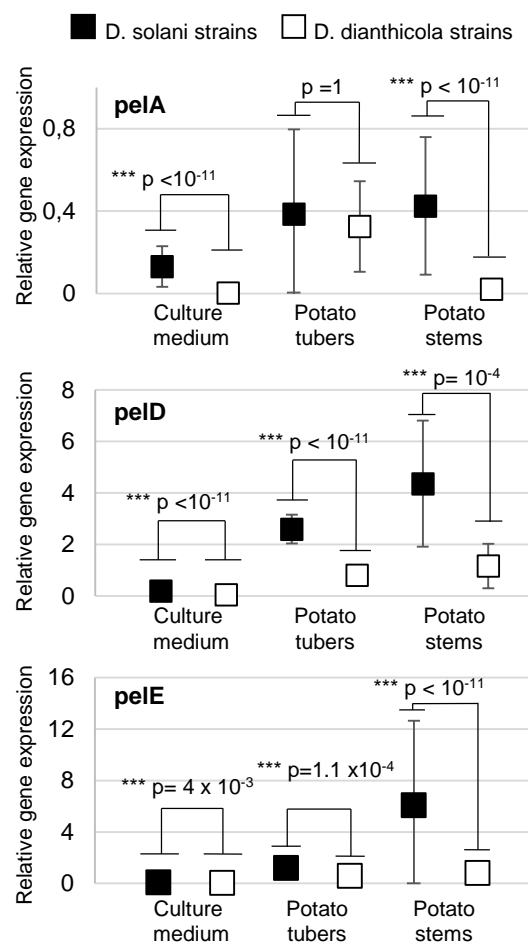 D. solani strains D. dianthicola strains
Relative gene expression
pelA
0,8
0,4
0
*** p <10-11
p =1
*** p < 10-11
Culture medium
Potato tubers
Potato stems
Relative gene expression
pelD
8
6
4
2
0
*** p <10-11
*** p < 10-11
*** p= 10-4
Culture medium
Potato tubers
Potato stems
Relative gene expression
pelE
16
12
8
4
0
*** p= 4 x 10-3
*** p=1.1 x10-4
*** p < 10-11
Culture medium
Potato tubers
Potato stems